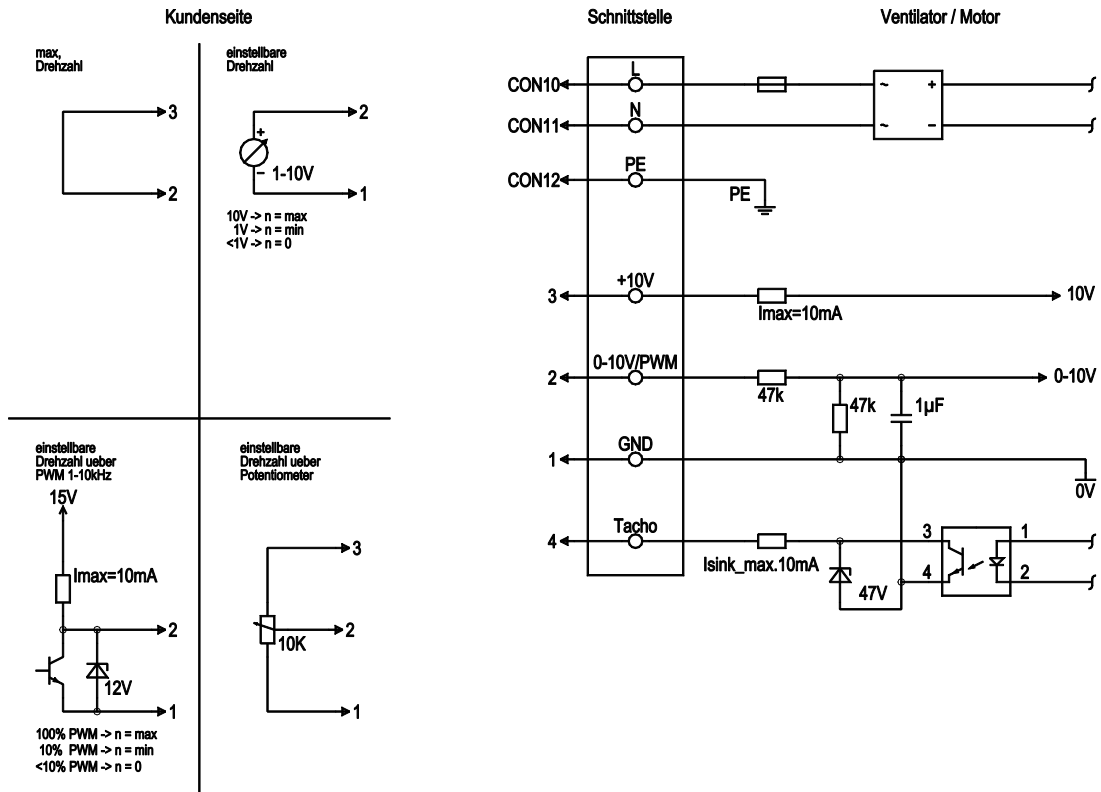 Kundenseite
max,
Drehzahl
3
2
einstellbare
Drehzahl
2
+
−
1-10V
1
10V -> n = max
1V -> n = min
<1V -> n = 0
einstellbare
Drehzahl ueber
PWM 1-10kHz
15V
Imax=10mA
2
12V
1
100% PWM -> n = max
10% PWM -> n = min
<10% PWM -> n = 0
einstellbare
Drehzahl ueber
Potentiometer
3
2
10K
1
Schnittstelle
Ventilator / Motor
CON10
L
~
+
CON11
N
~
−
CON12
PE
PE
3
+10V
Imax=10mA
10V
2
0-10V/PWM
47k
47k
1µF
0-10V
1
GND
0V
4
Tacho
Isink_max.10mA
47V
3
4
1
2